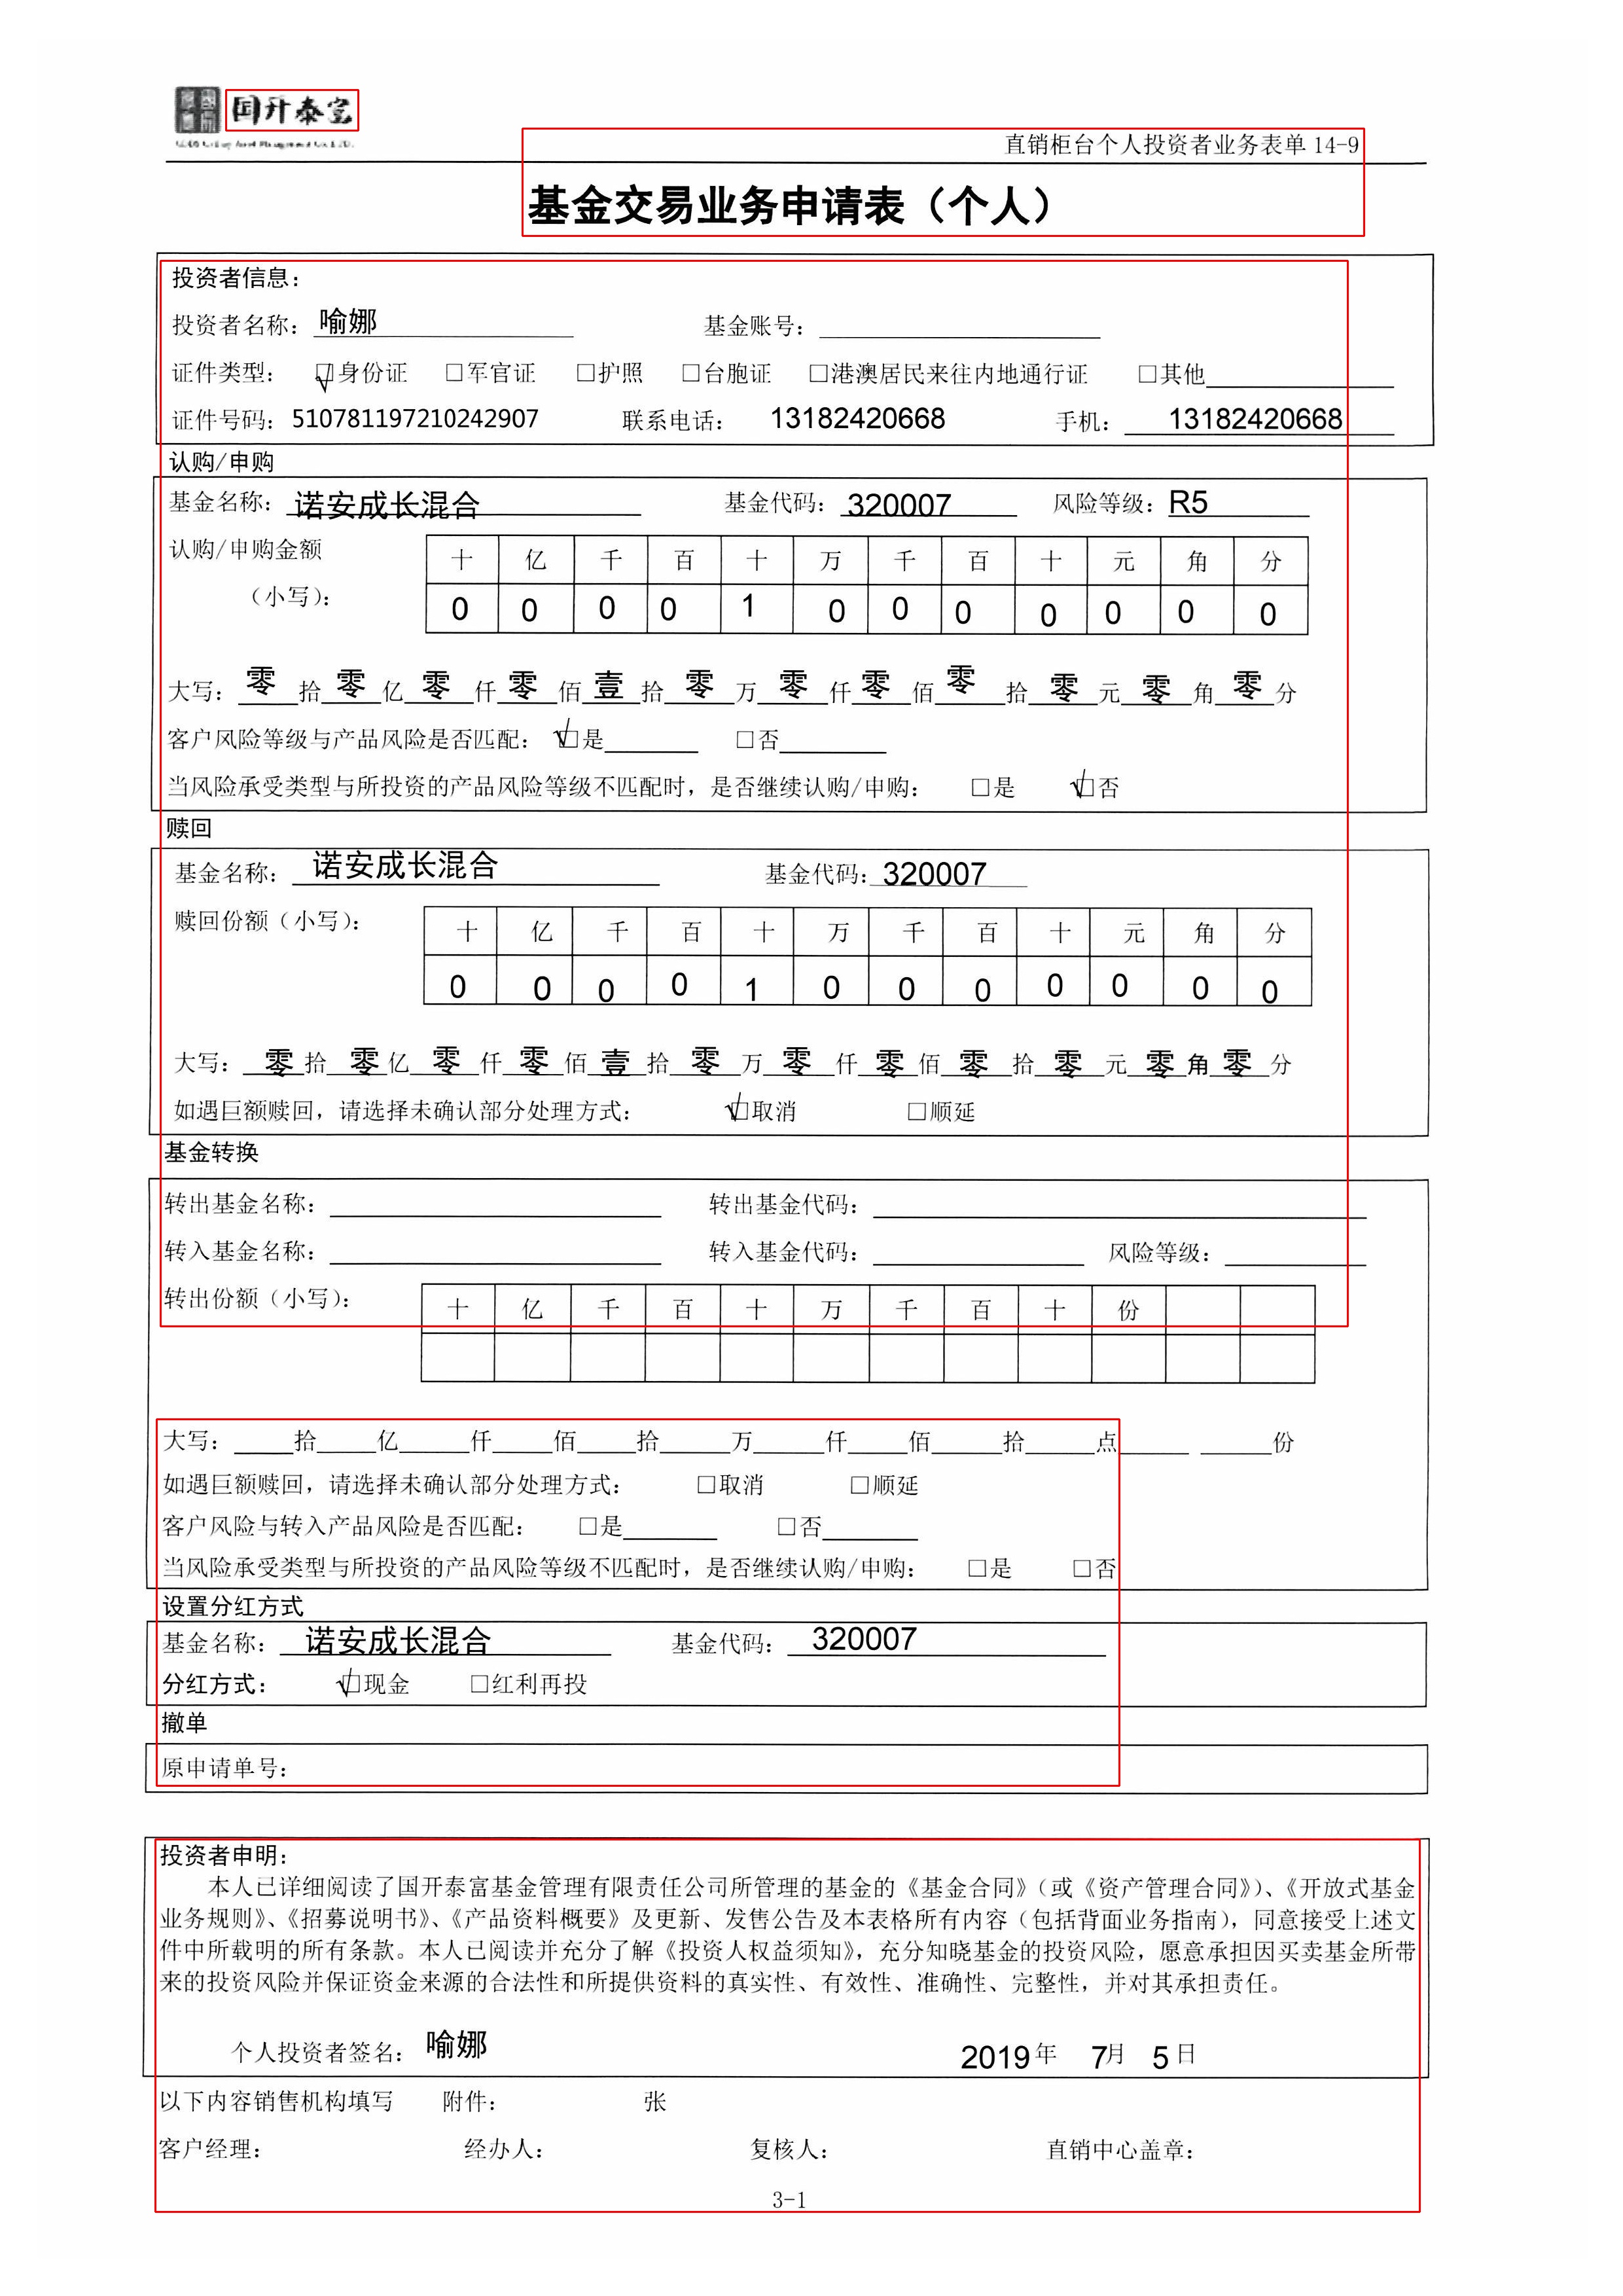 国开泰富
直销柜台个人投资者业务表单 14-9
基金交易业务申请表（个人）
投资者信息：
投资者名称： 喻娜 基金账号：
证件类型： ☑身份证 □军官证 □护照 □台胞证 □港澳居民来往内地通行证 □其他
证件号码：510781197210242907 联系电话： 13182420668 手机： 13182420668
认购/申购
基金名称： 诺安成长混合 基金代码： 320007 风险等级：R5
认购/申购金额 十 亿 千 百 十 万 千 百 十 元 角 分
（小写）： 0 0 0 0 1 0 0 0 0 0 0 0
大写： 零 拾 零 亿 零 仟 零 佰 壹 拾 零 万 零 仟 零 佰 零 拾 零 元 零 角 零 分
客户风险等级与产品风险是否匹配： ☑是 □否
当风险承受类型与所投资的产品风险等级不匹配时，是否继续认购/申购： □是 ☑否
赎回
基金名称： 诺安成长混合 基金代码： 320007
赎回份额（小写）： 十 亿 千 百 十 万 千 百 十 元 角 分
0 0 0 0 1 0 0 0 0 0 0 0
大写： 零 拾 零 亿 零 仟 零 佰 壹 拾 零 万 零 仟 零 佰 零 拾 零 元 零 角 零 分
如遇巨额赎回，请选择未确认部分处理方式： ☑取消 □顺延
基金转换
转出基金名称： 转出基金代码：
转入基金名称： 转入基金代码： 风险等级：
转出份额（小写）： 十 亿 千 百 十 万 千 百 十 份
大写： 拾 亿 仟 佰 拾 万 仟 佰 拾 点 份
如遇巨额赎回，请选择未确认部分处理方式： □取消 □顺延
客户风险与转入产品风险是否匹配： □是 □否
当风险承受类型与所投资的产品风险等级不匹配时，是否继续认购/申购： □是 □否
设置分红方式
基金名称： 诺安成长混合 基金代码： 320007
分红方式： ☑现金 □红利再投
撤单
原申请单号：
投资者申明：
本人已详细阅读了国开泰富基金管理有限责任公司所管理的基金的《基金合同》（或《资产管理合同》）、《开放式基金
业务规则》、《招募说明书》、《产品资料概要》及更新、发售公告及本表格所有内容（包括背面业务指南），同意接受上述文
件中所载明的所有条款。本人已阅读并充分了解《投资人权益须知》，充分知晓基金的投资风险，愿意承担因买卖基金所带
来的投资风险并保证资金来源的合法性和所提供资料的真实性、有效性、准确性、完整性，并对其承担责任。
个人投资者签名： 喻娜 2019 年 7月 5 日
以下内容销售机构填写 附件： 张
客户经理： 经办人： 复核人： 直销中心盖章：
3-1